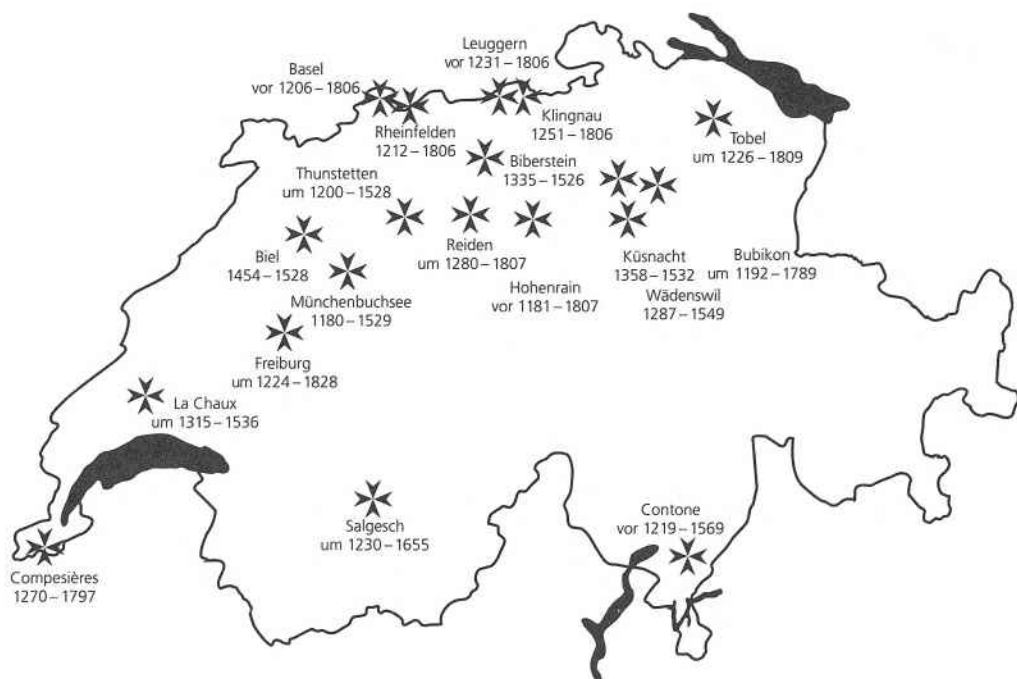 Leuggern
vor 1231 – 1806
Basel
vor 1206 – 1806
Klingnau
1251 – 1806
Rheinfelden
1212 – 1806
Tobel
um 1226 – 1809
Biberstein
1335 – 1526
Thunstetten
um 1200 – 1528
Reiden
um 1280 – 1807
Küsnacht
1358 – 1532
Bubikon
um 1192 – 1789
Biel
1454 – 1528
Hohenrain
vor 1181 – 1807
Wädenswil
1287 – 1549
Münchenbuchsee
1180 – 1529
Freiburg
um 1224 – 1828
La Chaux
um 1315 – 1536
Contone
vor 1219 – 1569
Salgesch
um 1230 – 1655
Compesières
1270 – 1797